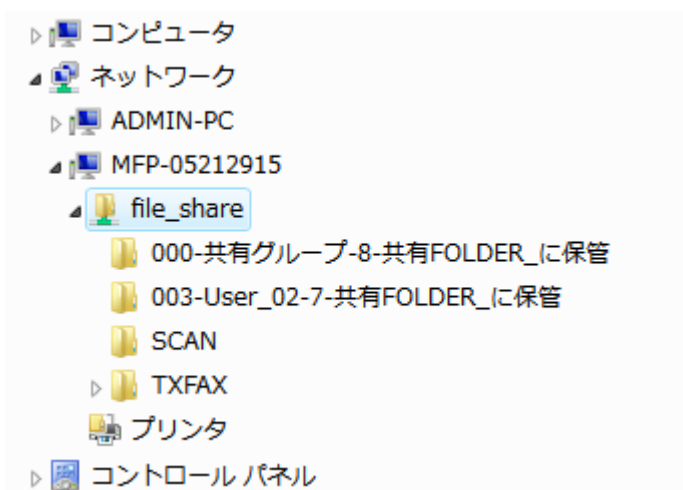 コンピュータ
ネットワーク
ADMIN-PC
MFP-05212915
file_share
000-共有グループ-8-共有FOLDER_に保管
003-User_02-7-共有FOLDER_に保管
SCAN
TXFAX
プリンタ
コントロール パネル